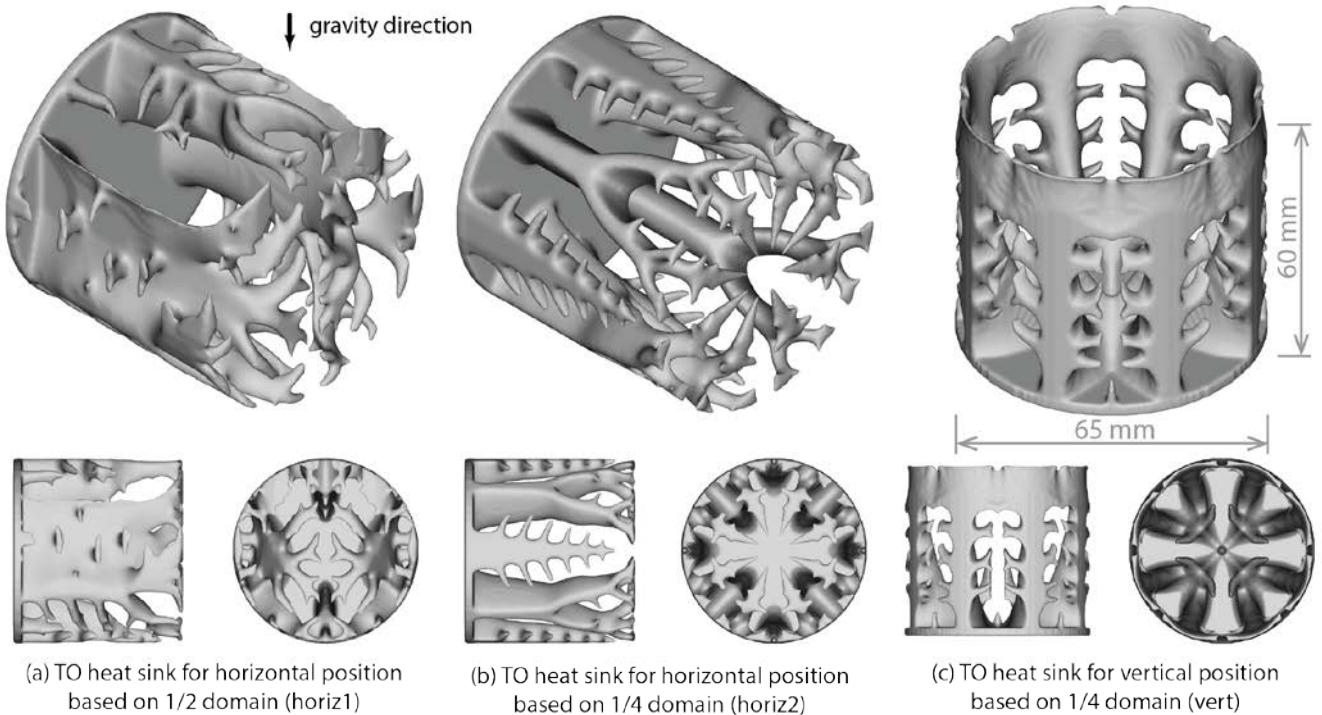 gravity direction
60 mm
65 mm
(a) TO heat sink for horizontal position
based on 1/2 domain (horiz1)
(b) TO heat sink for horizontal position
based on 1/4 domain (horiz2)
(c) TO heat sink for vertical position
based on 1/4 domain (vert)